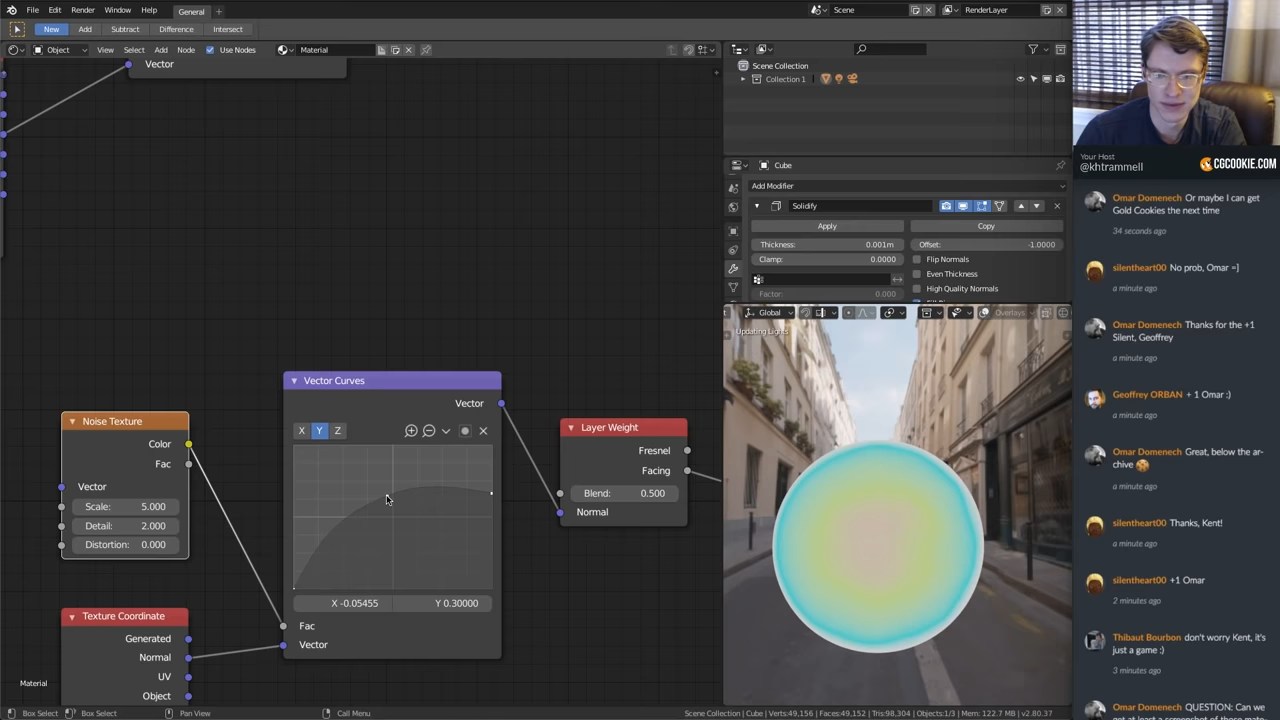 File Edit Render Window Help General + Scene RenderLayer
New Add Subtract Difference Intersect
Object View Select Add Node Use Nodes Material
Vector
Scene Collection
Collection 1
Cube
Add Modifier
Solidify
Apply Copy
Thickness: 0.001m Offset: -1.0000
Clamp: 0.0000 Flip Normals
Even Thickness
High Quality Normals
Factor: 0.000
Global Overlays
Updating Lights
Vector Curves
Vector
X Y Z
X -0.05455 Y 0.30000
Fac
Vector
Noise Texture
Color
Fac
Vector
Scale: 5.000
Detail: 2.000
Distortion: 0.000
Texture Coordinate
Generated
Normal
UV
Object
Layer Weight
Fresnel
Facing
Blend: 0.500
Normal
Material
Box Select Box Select Pan View Call Menu
Scene Collection | Cube | Verts:49,156 | Faces:49,152 | Tris:98,304 | Objects:1/3 | Mem: 122.7 MB | v2.80.37
Your Host
@khtrammell
CGCOOKIE.COM
Omar Domenech Or maybe I can get
Gold Cookies the next time
34 seconds ago
silentheart00 No prob, Omar =]
a minute ago
Omar Domenech Thanks for the +1
Silent, Geoffrey
a minute ago
Geoffrey ORBAN + 1 Omar :)
a minute ago
Omar Domenech Great, below the ar-
chive
a minute ago
silentheart00 Thanks, Kent!
a minute ago
silentheart00 +1 Omar
2 minutes ago
Thibaut Bourbon don't worry Kent, it's
just a game :)
3 minutes ago
Omar Domenech QUESTION: Can we